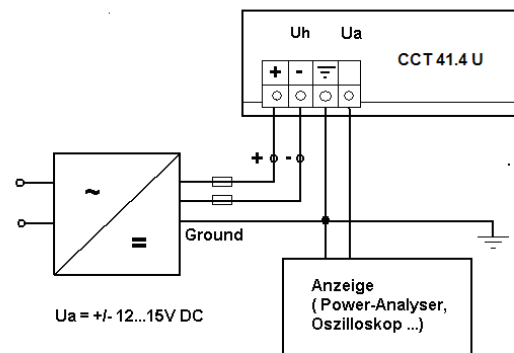 Uh Ua
CCT 41.4 U
+ -
+ -
~
=
Ground
Anzeige
( Power-Analyser,
Oszilloskop ...)
Ua = +/- 12...15V DC